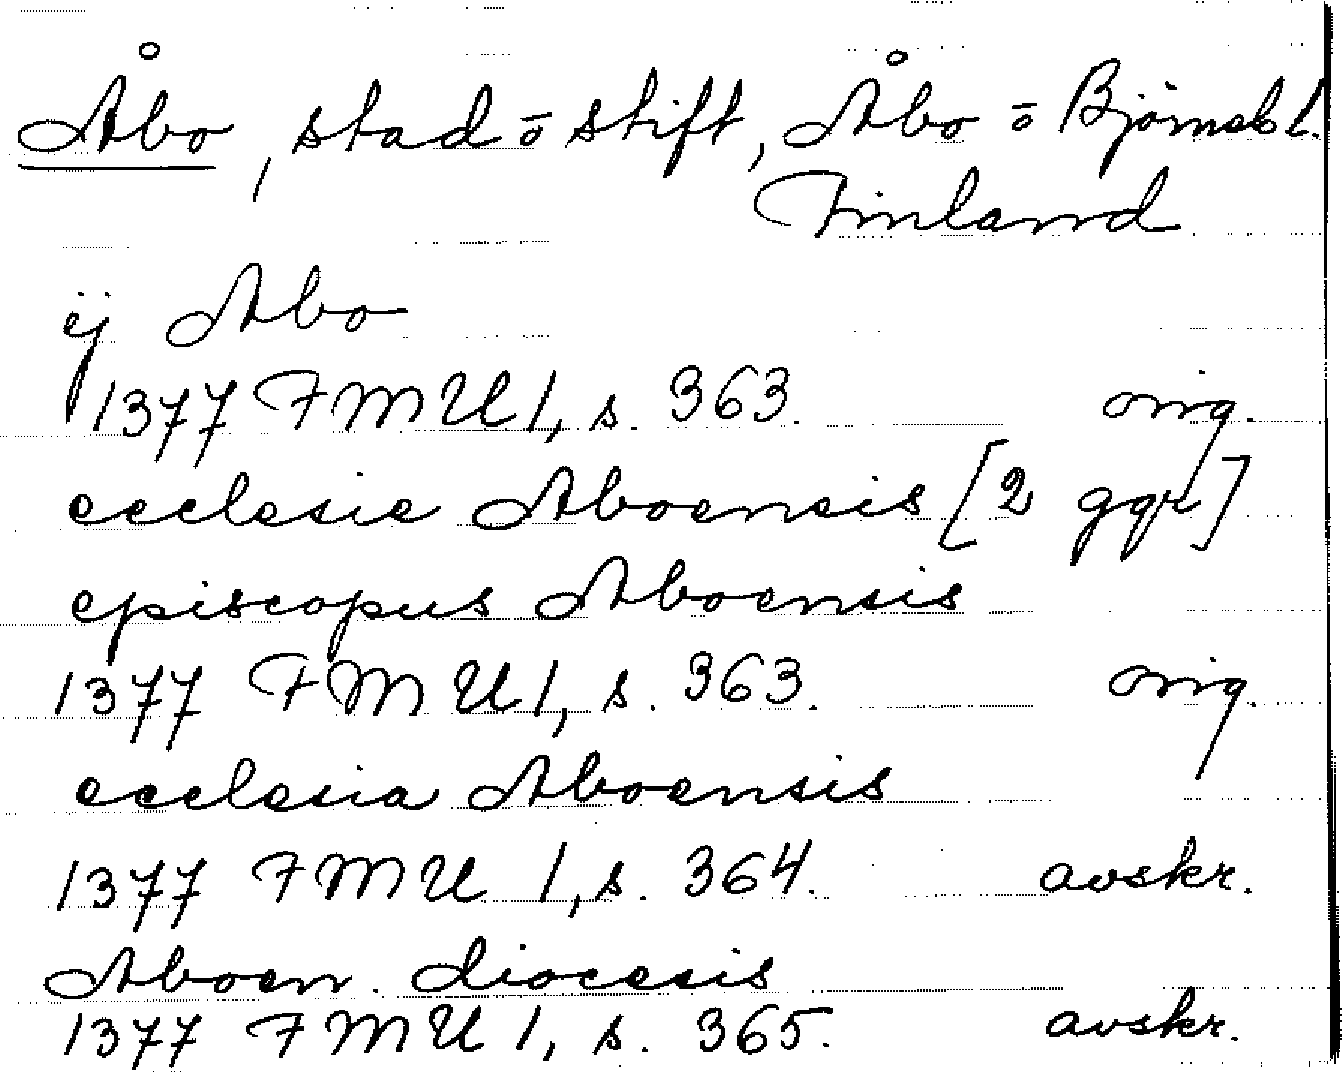 Åbo, stad o stift, Åbo o Björneb l.
Finland
ij Abo
1377 FMU 1, s. 363. orig.
ecclesie Aboensis [2 ggr]
episcopus Aboensis
1377 FMU 1, s. 363. orig.
ecclesia Aboensis
1377 FMU 1, s. 364. avskr.
Aboen. diocesis
1377 FMU 1, s. 365. avskr.